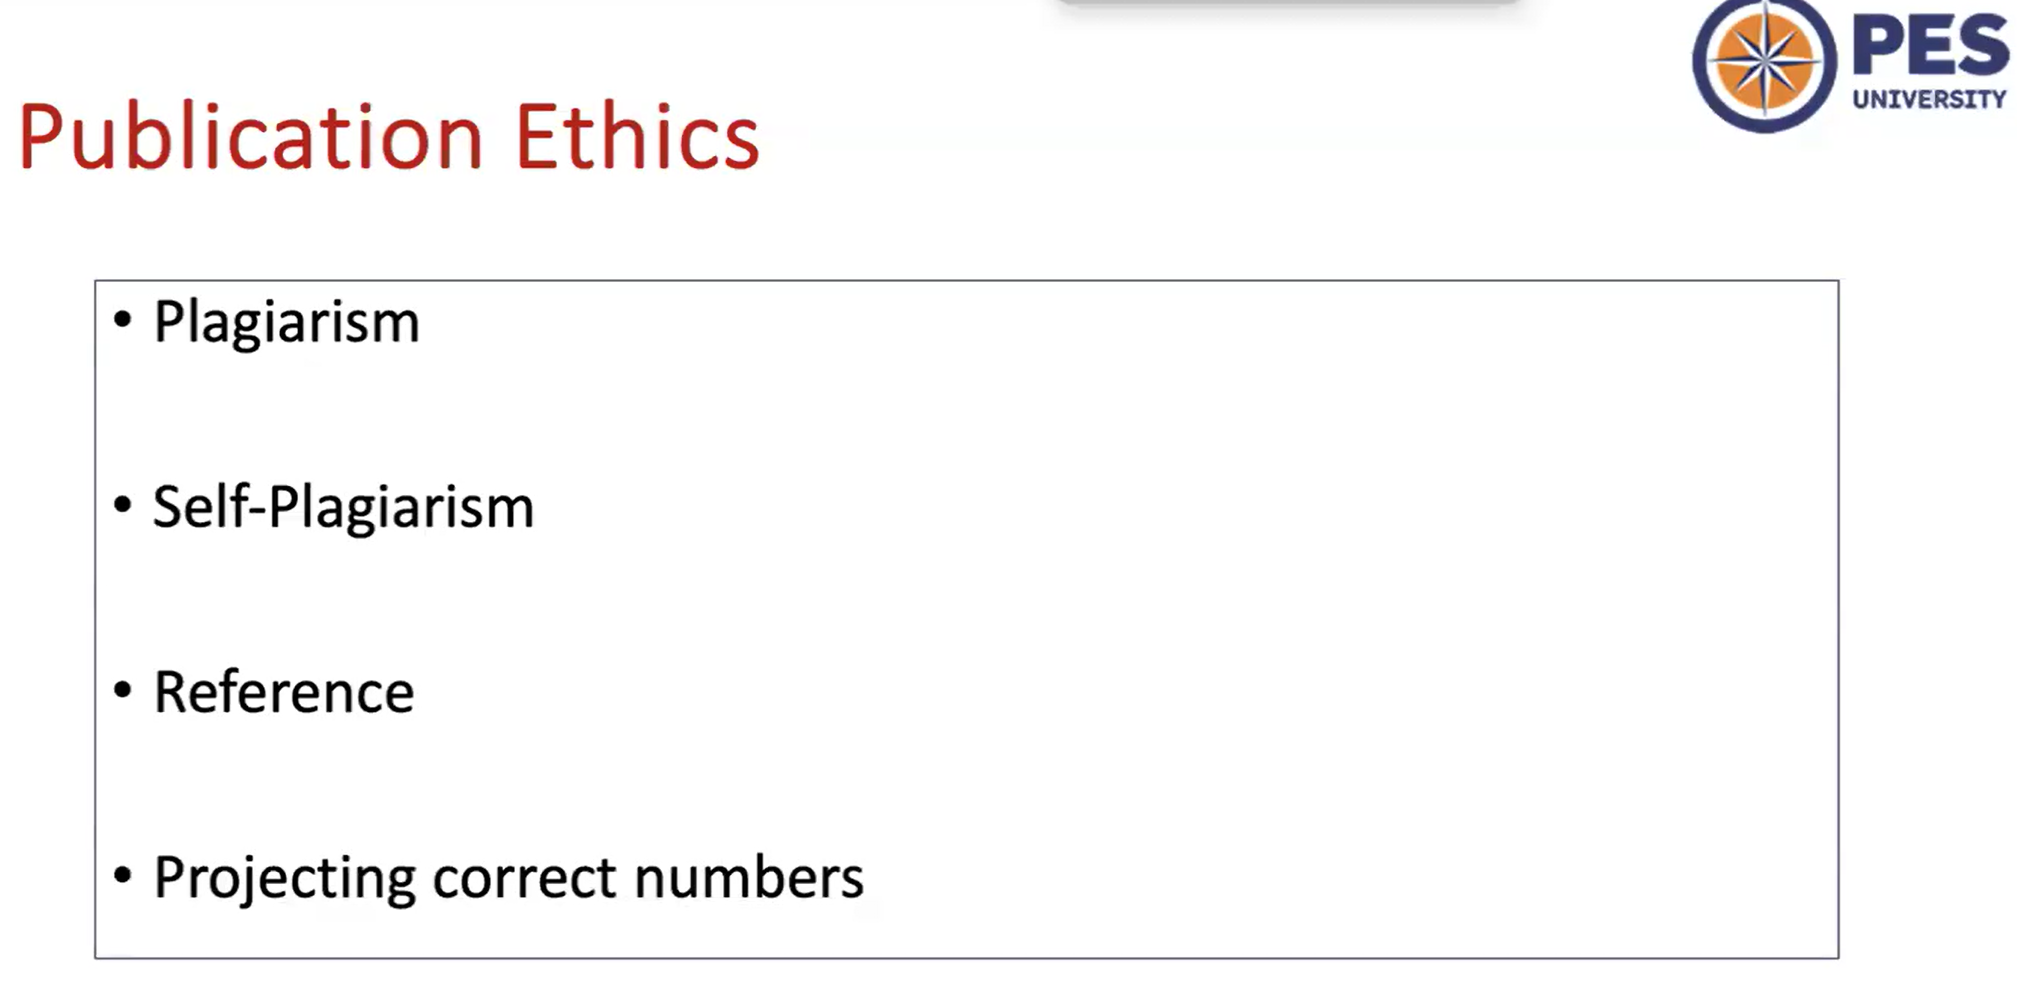 PES
UNIVERSITY
Publication Ethics
• Plagiarism
• Self-Plagiarism
• Reference
• Projecting correct numbers